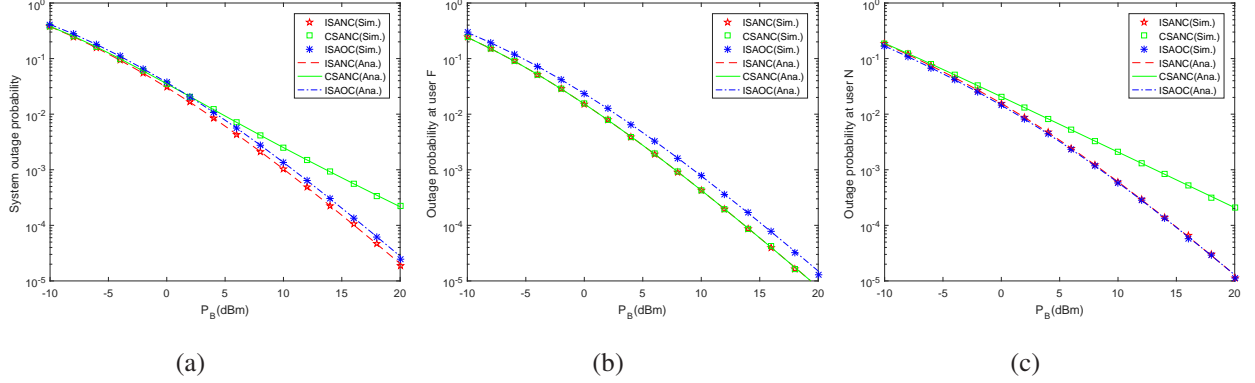 10^0
10^-1
10^-2
10^-3
10^-4
10^-5
System outage probability
-10 -5 0 5 10 15 20
P_B(dBm)
ISANC(Sim.)
CSANC(Sim.)
ISAOC(Sim.)
ISANC(Ana.)
CSANC(Ana.)
ISAOC(Ana.)
(a)
10^0
10^-1
10^-2
10^-3
10^-4
10^-5
Outage probability at user F
-10 -5 0 5 10 15 20
P_B(dBm)
ISANC(Sim.)
CSANC(Sim.)
ISAOC(Sim.)
ISANC(Ana.)
CSANC(Ana.)
ISAOC(Ana.)
(b)
10^0
10^-1
10^-2
10^-3
10^-4
10^-5
Outage probability at user N
-10 -5 0 5 10 15 20
P_B(dBm)
ISANC(Sim.)
CSANC(Sim.)
ISAOC(Sim.)
ISANC(Ana.)
CSANC(Ana.)
ISAOC(Ana.)
(c)